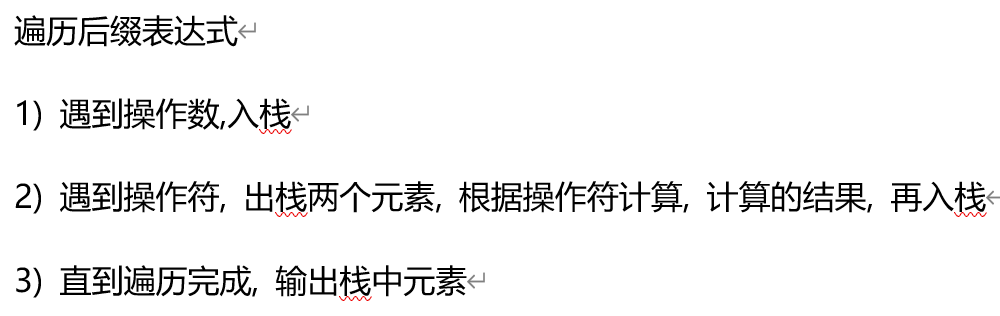 遍历后缀表达式
1) 遇到操作数,入栈
2) 遇到操作符, 出栈两个元素, 根据操作符计算, 计算的结果, 再入栈
3) 直到遍历完成, 输出栈中元素